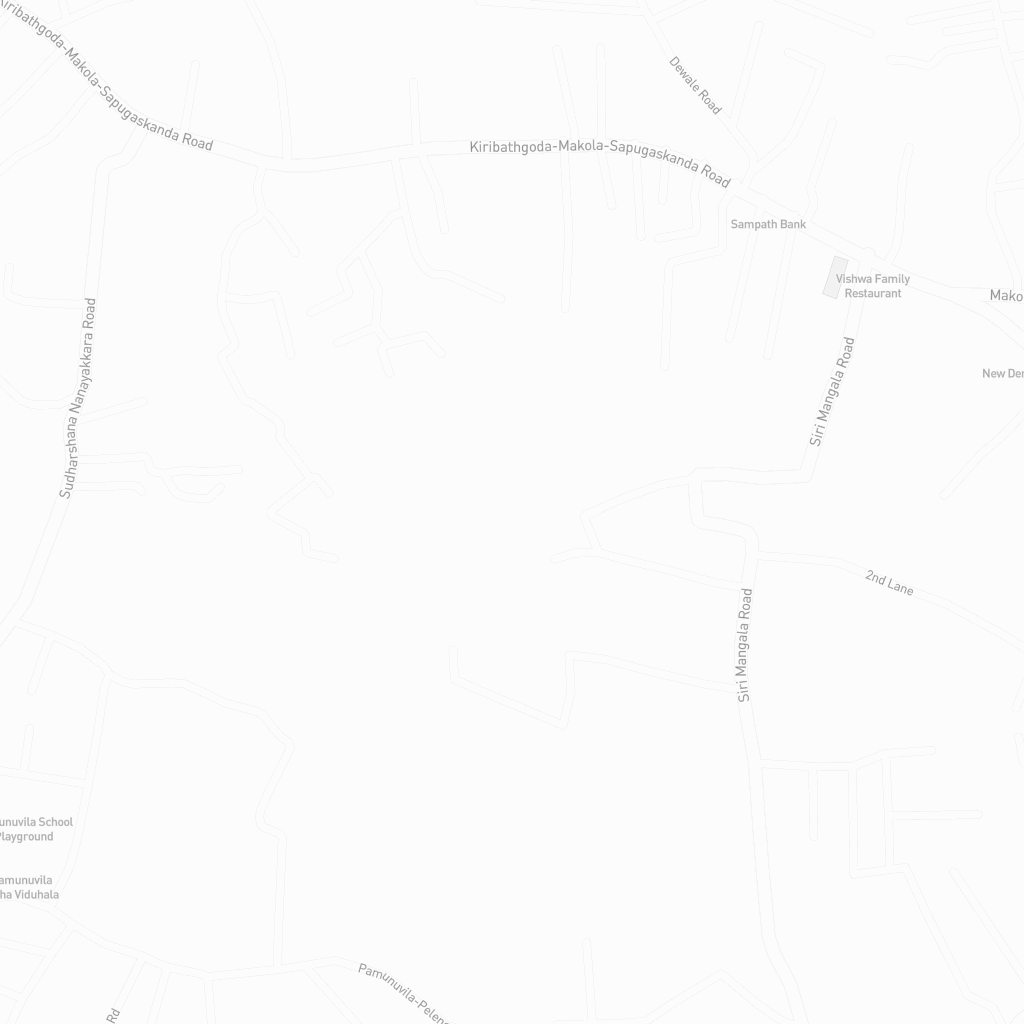 Kiribathgoda-Makola-Sapugaskanda Road
Dewale Road
Kiribathgoda-Makola-Sapugaskanda Road
Sampath Bank
Vishwa Family
Restaurant
Mako
Sudharshana Nanayakkara Road
Siri Mangala Road
New Der
2nd Lane
Siri Mangala Road
unuvila School
Playground
amunuvila
ha Viduhala
Pamunuvila-Peleng
Rd